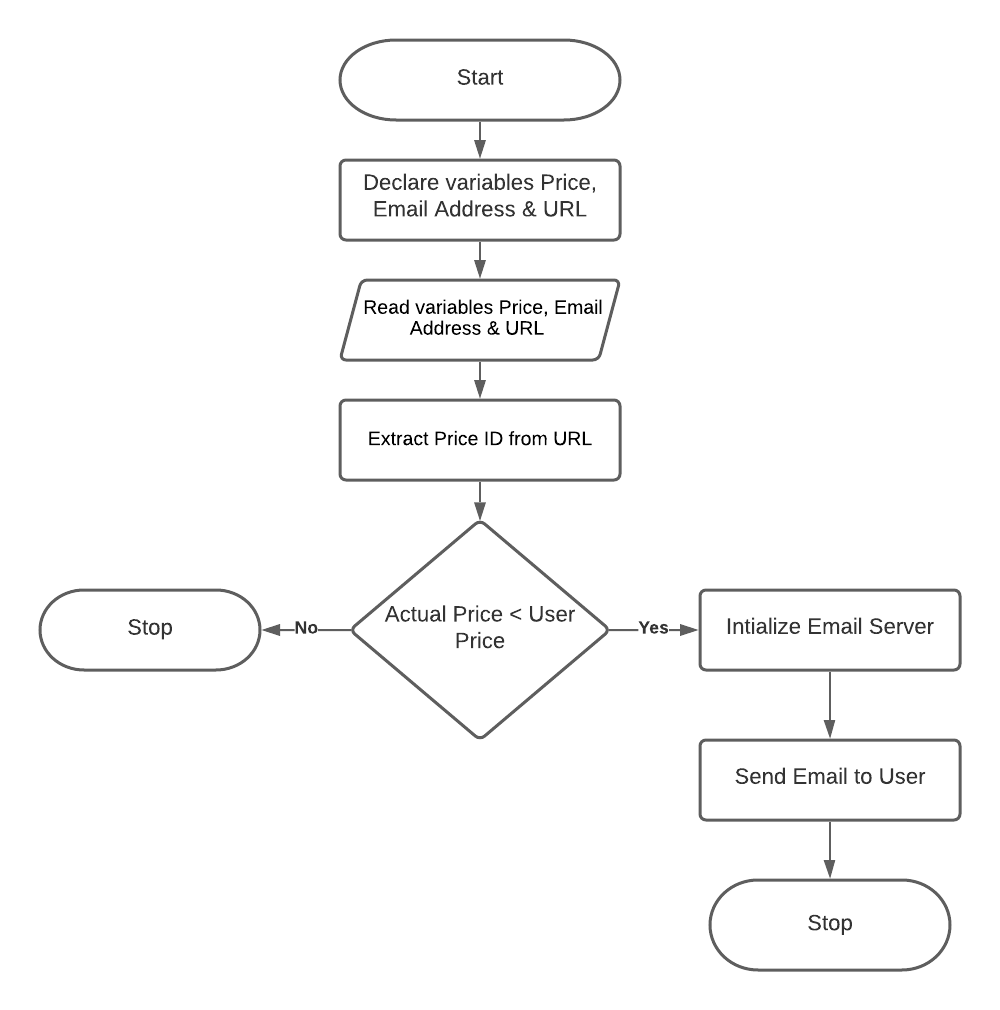 Start
Declare variables Price,
Email Address & URL
Read variables Price, Email
Address & URL
Extract Price ID from URL
Actual Price < User
Price
No
Stop
Yes
Intialize Email Server
Send Email to User
Stop